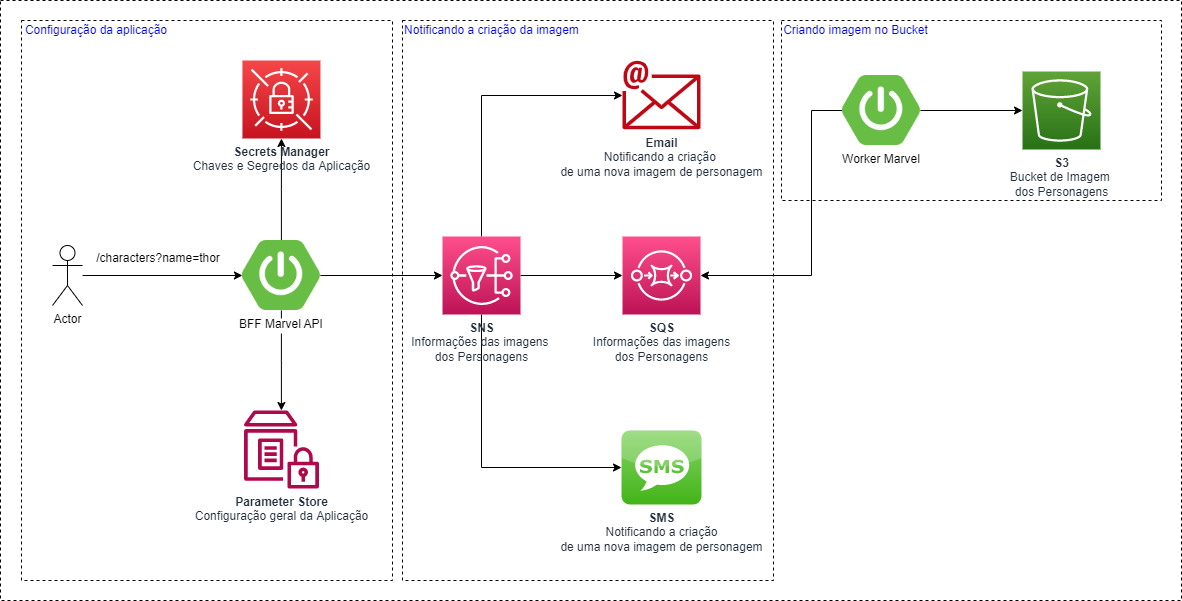 Configuração da aplicação
Secrets Manager
Chaves e Segredos da Aplicação
/characters?name=thor
Actor
BFF Marvel API
Parameter Store
Configuração geral da Aplicação
Notificando a criação da imagem
@
Email
Notificando a criação
de uma nova imagem de personagem
SNS
Informações das imagens
dos Personagens
SQS
Informações das imagens
dos Personagens
SMS
SMS
Notificando a criação
de uma nova imagem de personagem
Criando imagem no Bucket
Worker Marvel
S3
Bucket de Imagem
dos Personagens